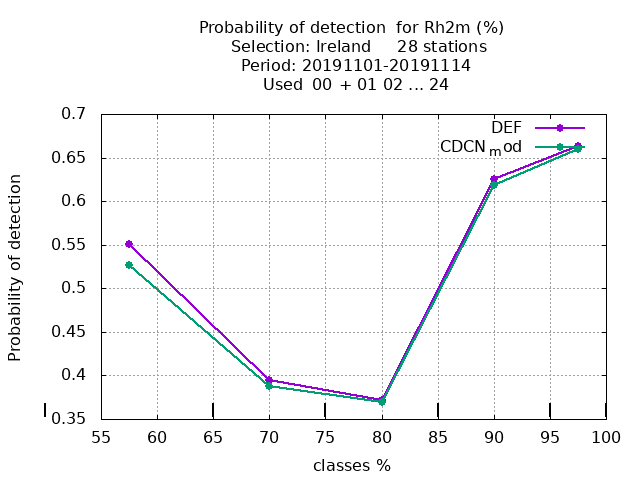 Probability of detection for Rh2m (%)
Selection: Ireland 28 stations
Period: 20191101-20191114
Used 00 + 01 02 ... 24
DEF
CDCNmod
Probability of detection
0.7
0.65
0.6
0.55
0.5
0.45
0.4
0.35
55 60 65 70 75 80 85 90 95 100
classes %